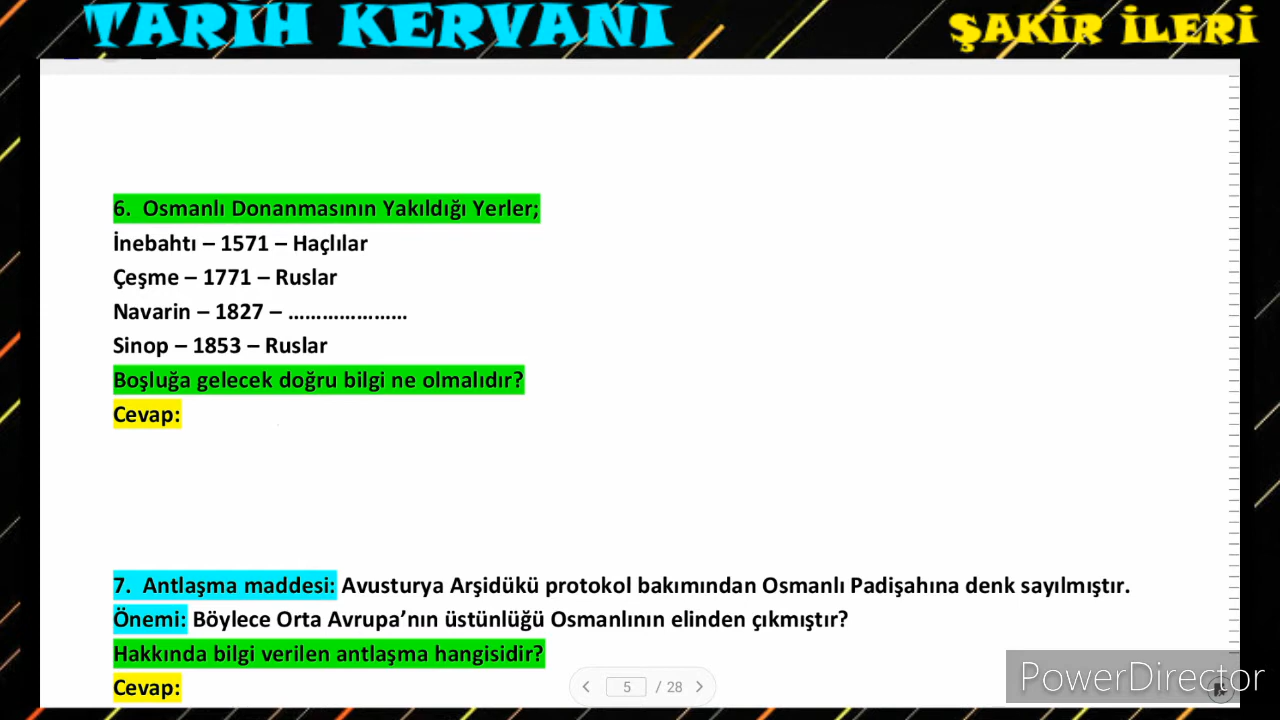 TARİH KERVANI
ŞAKİR İLERİ
6. Osmanlı Donanmasının Yakıldığı Yerler;
İnebahtı – 1571 – Haçlılar
Çeşme – 1771 – Ruslar
Navarin – 1827 – …………………
Sinop – 1853 – Ruslar
Boşluğa gelecek doğru bilgi ne olmalıdır?
Cevap:
7. Antlaşma maddesi: Avusturya Arşidükü protokol bakımından Osmanlı Padişahına denk sayılmıştır.
Önemi: Böylece Orta Avrupa’nın üstünlüğü Osmanlının elinden çıkmıştır?
Hakkında bilgi verilen antlaşma hangisidir?
Cevap:
5 / 28
PowerDirector